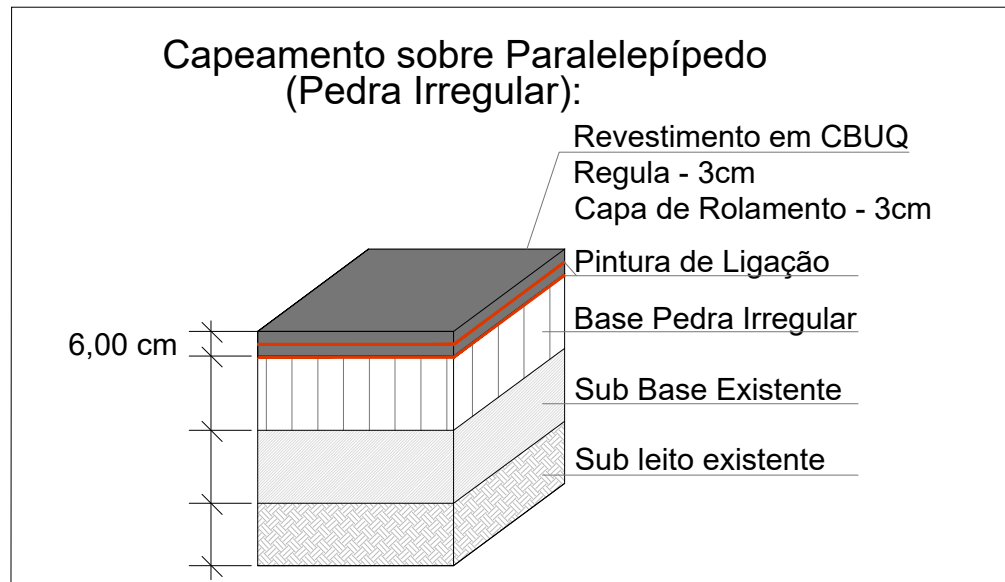 Capeamento sobre Paralelepípedo
(Pedra Irregular):
Revestimento em CBUQ
Regula - 3cm
Capa de Rolamento - 3cm
Pintura de Ligação
6,00 cm
Base Pedra Irregular
Sub Base Existente
Sub leito existente